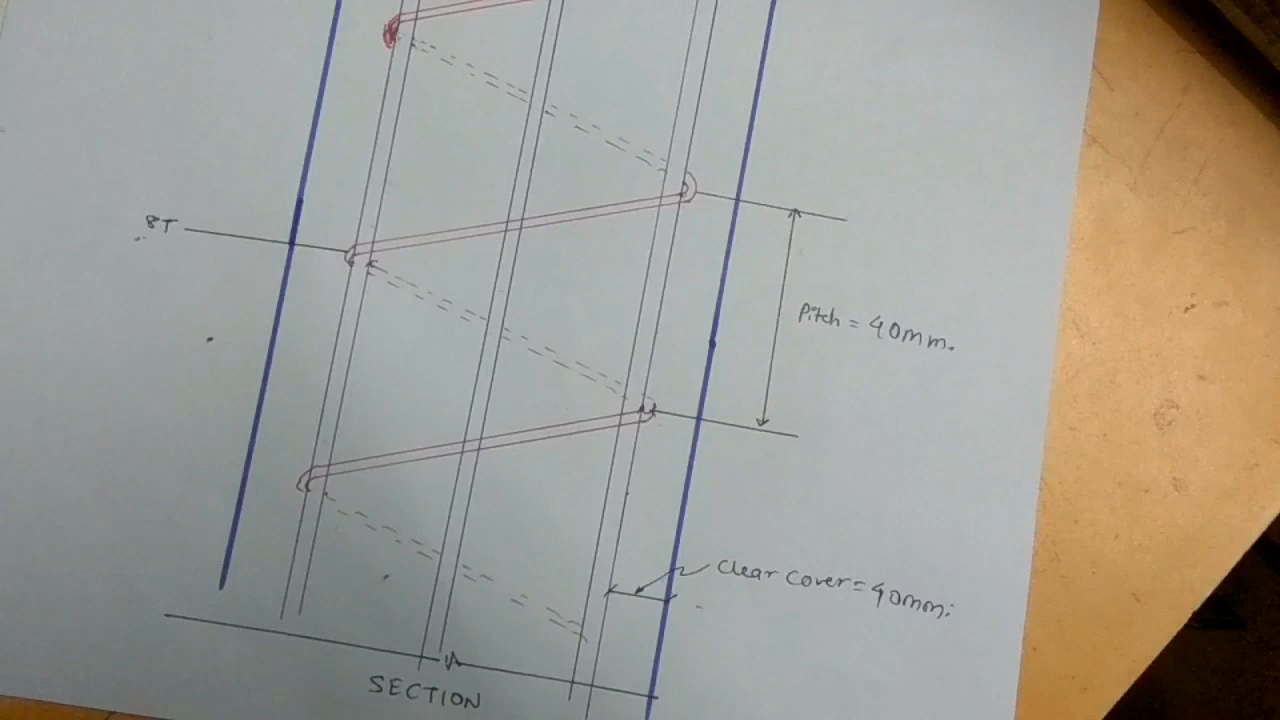 8T
Pitch = 40mm.
Clear cover = 40mm:
SECTION